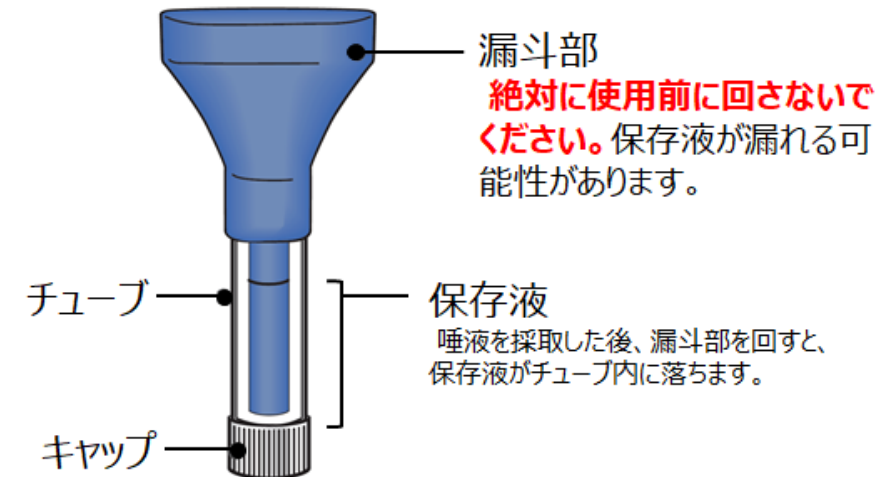 漏斗部
絶対に使用前に回さないで
ください。保存液が漏れる可
能性があります。
チューブ
保存液
唾液を採取した後、漏斗部を回すと、
保存液がチューブ内に落ちます。
キャップ